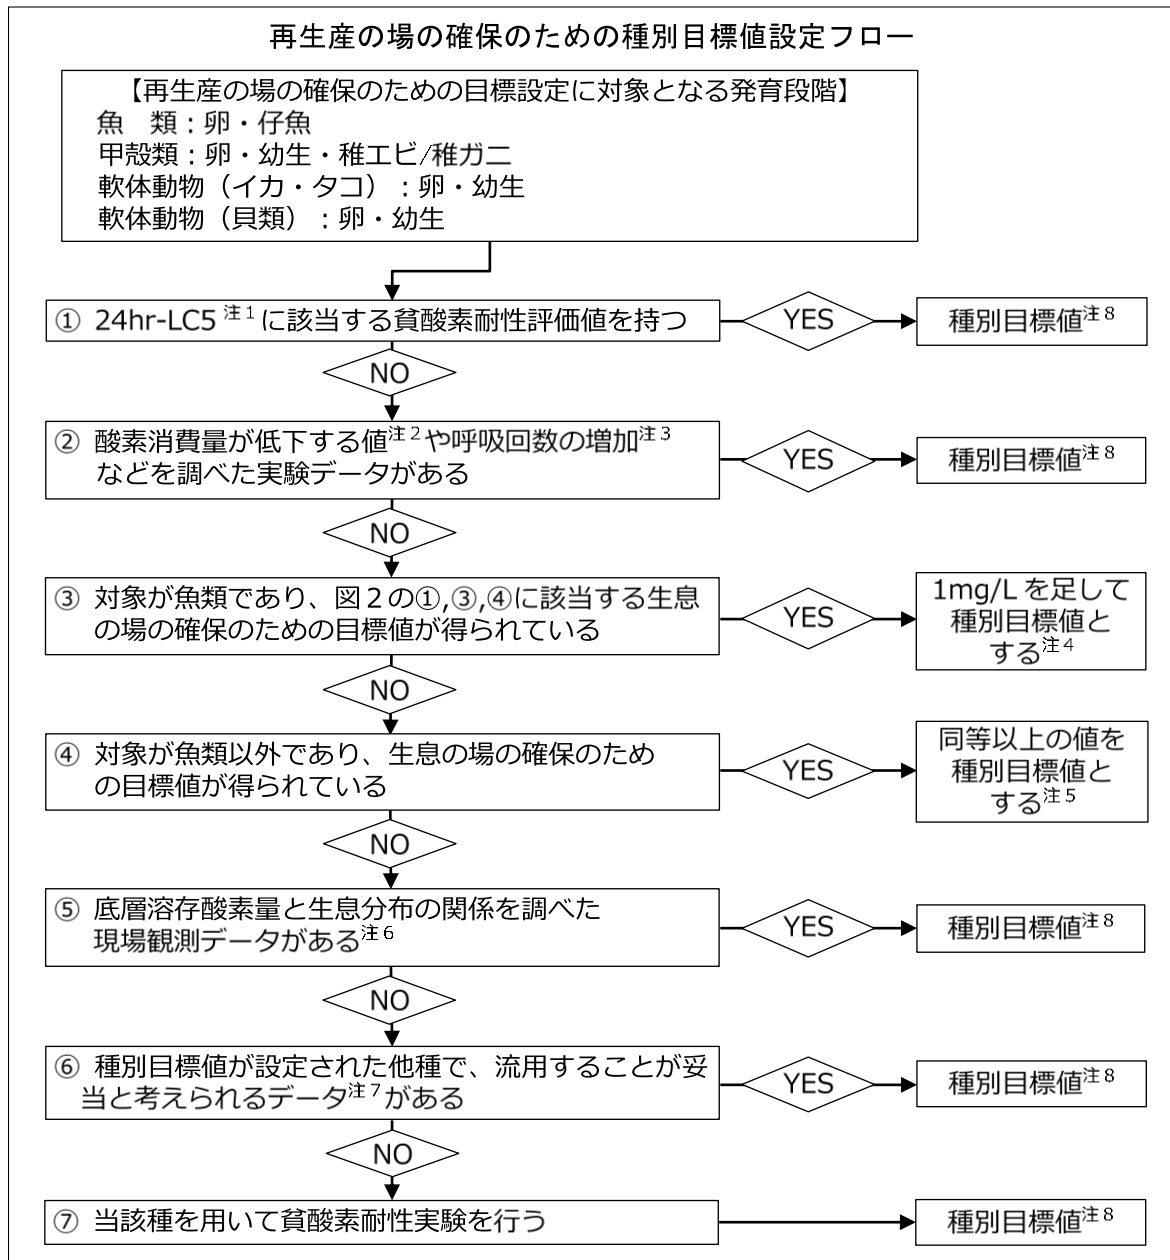 再生産の場の確保のための種別目標値設定フロー
【再生産の場の確保のための目標設定に対象となる発育段階】
魚　類：卵・仔魚
甲殻類：卵・幼生・稚エビ/稚ガニ
軟体動物（イカ・タコ）：卵・幼生
軟体動物（貝類）：卵・幼生
① 24hr-LC5注1に該当する貧酸素耐性評価値を持つ
YES
種別目標値注8
NO
② 酸素消費量が低下する値注2や呼吸回数の増加注3
などを調べた実験データがある
YES
種別目標値注8
NO
③ 対象が魚類であり、図２の①,③,④に該当する生息
の場の確保のための目標値が得られている
YES
1mg/L を足して
種別目標値と
する注4
NO
④ 対象が魚類以外であり、生息の場の確保のため
の目標値が得られている
YES
同等以上の値を
種別目標値と
する注5
NO
⑤ 底層溶存酸素量と生息分布の関係を調べた
現場観測データがある注6
YES
種別目標値注8
NO
⑥ 種別目標値が設定された他種で、流用することが妥
当と考えられるデータ注7がある
YES
種別目標値注8
NO
⑦ 当該種を用いて貧酸素耐性実験を行う
種別目標値注8